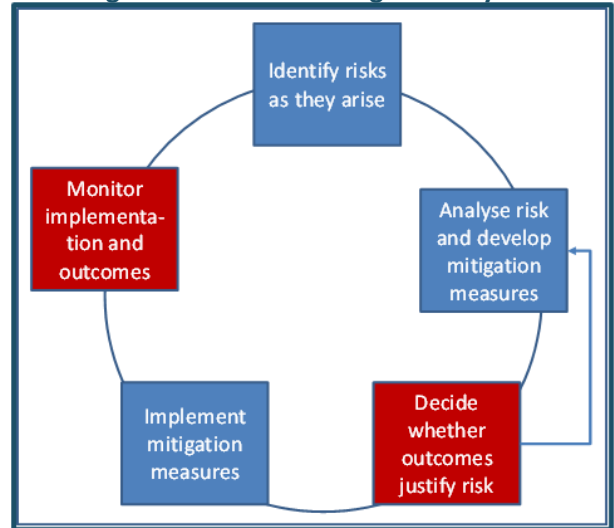 Identify risks
as they arise
Monitor
implementa-
tion and
outcomes
Analyse risk
and develop
mitigation
measures
Implement
mitigation
measures
Decide
whether
outcomes
justify risk